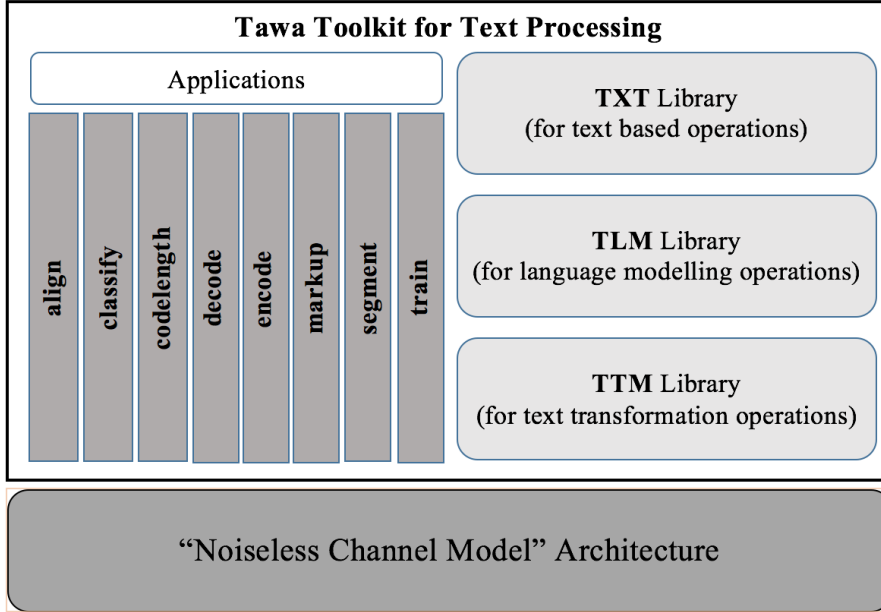 Tawa Toolkit for Text Processing
Applications
align
classify
codelength
decode
encode
markup
segment
train
TXT Library
(for text based operations)
TLM Library
(for language modelling operations)
TTM Library
(for text transformation operations)
“Noiseless Channel Model” Architecture